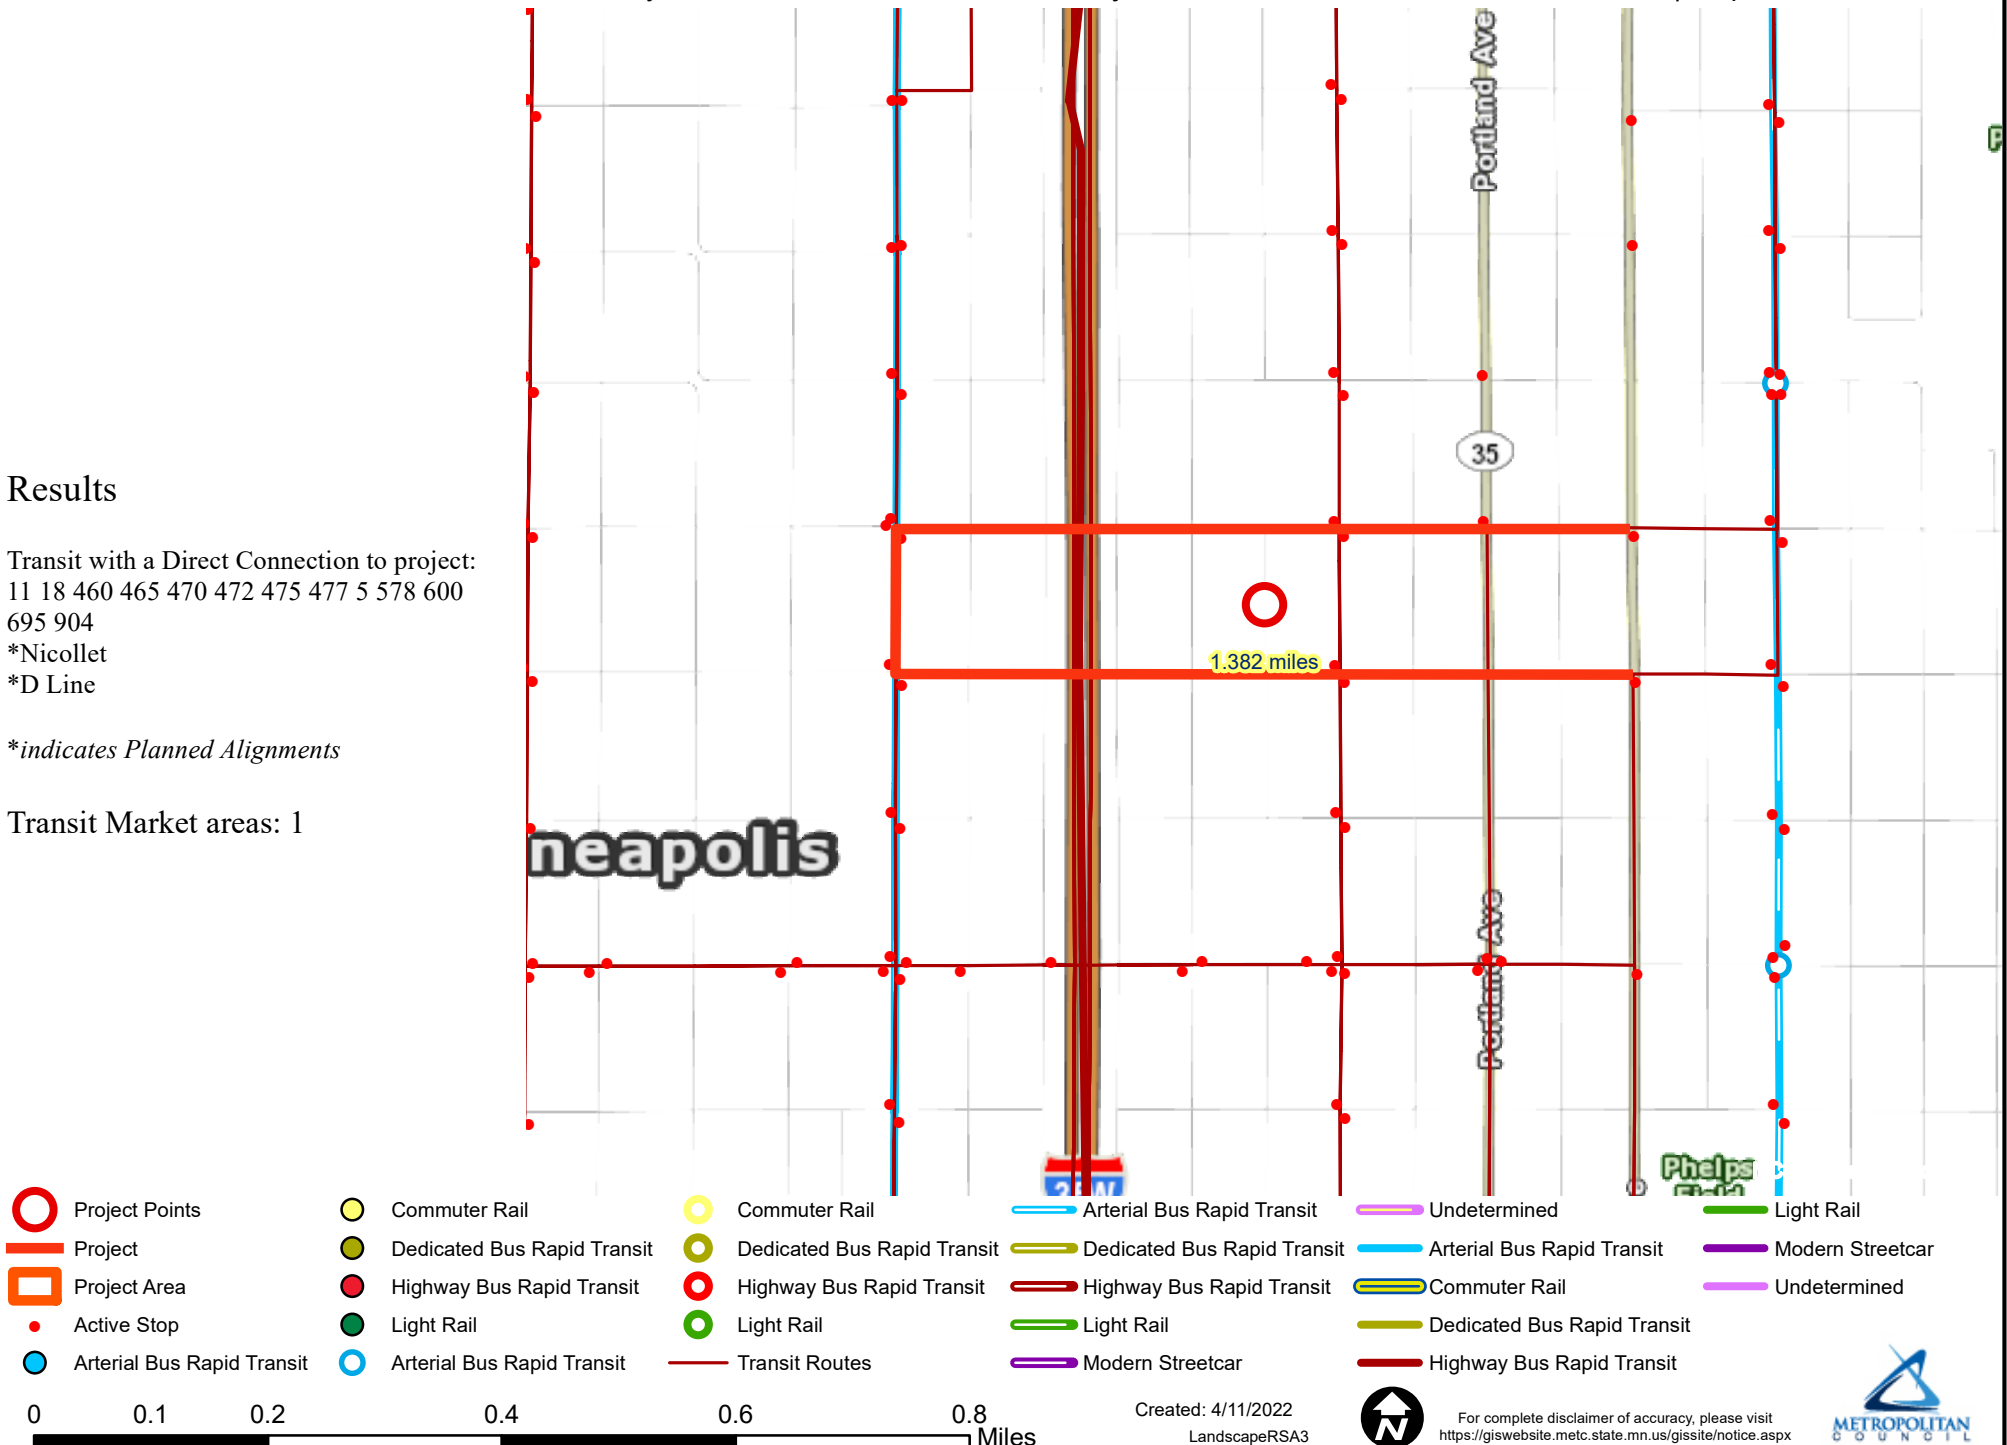 Portland Ave
35
Results
Transit with a Direct Connection to project:
11 18 460 465 470 472 475 477 5 578 600
695 904
*Nicollet
*D Line
*indicates Planned Alignments
Transit Market areas: 1
1.382 miles
neapolis
Portland Ave
Phelps
Field
Project Points
Project
Project Area
Active Stop
Arterial Bus Rapid Transit
Commuter Rail
Dedicated Bus Rapid Transit
Highway Bus Rapid Transit
Light Rail
Arterial Bus Rapid Transit
Commuter Rail
Dedicated Bus Rapid Transit
Highway Bus Rapid Transit
Light Rail
Transit Routes
Arterial Bus Rapid Transit
Dedicated Bus Rapid Transit
Highway Bus Rapid Transit
Light Rail
Modern Streetcar
Undetermined
Arterial Bus Rapid Transit
Commuter Rail
Dedicated Bus Rapid Transit
Highway Bus Rapid Transit
Light Rail
Modern Streetcar
Undetermined
0 0.1 0.2 0.4 0.6 0.8
Miles
Created: 4/11/2022
LandscapeRSA3
N
For complete disclaimer of accuracy, please visit
https://giswebsite.metc.state.mn.us/gissite/notice.aspx
METROPOLITAN
COUNCIL